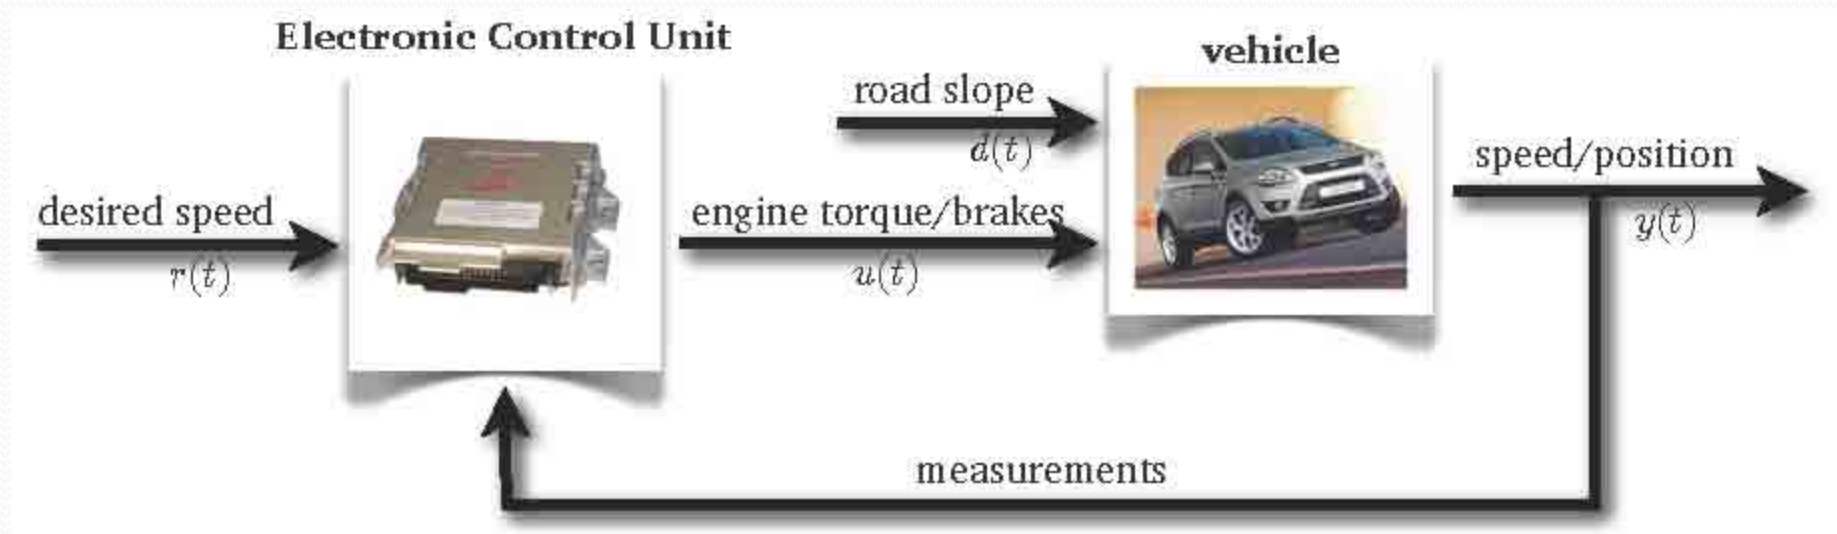 Electronic Control Unit
vehicle
road slope
d(t)
speed/position
y(t)
desired speed
r(t)
engine torque/brakes
u(t)
measurements